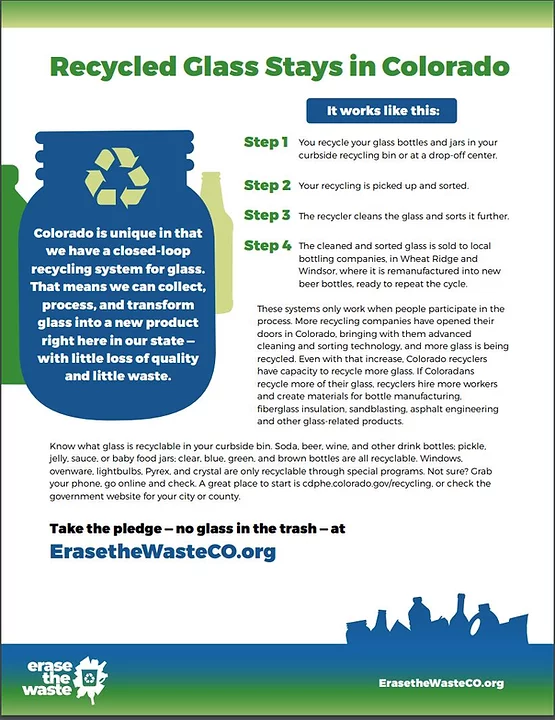 Recycled Glass Stays in Colorado
It works like this:
Step 1 You recycle your glass bottles and jars in your
curbside recycling bin or at a drop-off center.
Step 2 Your recycling is picked up and sorted.
Step 3 The recycler cleans the glass and sorts it further.
Step 4 The cleaned and sorted glass is sold to local
bottling companies, in Wheat Ridge and
Windsor, where it is remanufactured into new
beer bottles, ready to repeat the cycle.
Colorado is unique in that
we have a closed-loop
recycling system for glass.
That means we can collect,
process, and transform
glass into a new product
right here in our state —
with little loss of quality
and little waste.
These systems only work when people participate in the
process. More recycling companies have opened their
doors in Colorado, bringing with them advanced
cleaning and sorting technology, and more glass is being
recycled. Even with that increase, Colorado recyclers
have capacity to recycle more glass. If Coloradans
recycle more of their glass, recyclers hire more workers
and create materials for bottle manufacturing,
fiberglass insulation, sandblasting, asphalt engineering
and other glass-related products.
Know what glass is recyclable in your curbside bin. Soda, beer, wine, and other drink bottles; pickle,
jelly, sauce, or baby food jars; clear, blue, green, and brown bottles are all recyclable. Windows,
ovenware, lightbulbs, Pyrex, and crystal are only recyclable through special programs. Not sure? Grab
your phone, go online and check. A great place to start is cdphe.colorado.gov/recycling, or check the
government website for your city or county.
Take the pledge — no glass in the trash — at
ErasetheWasteCO.org
erase
the
waste
ErasetheWasteCO.org